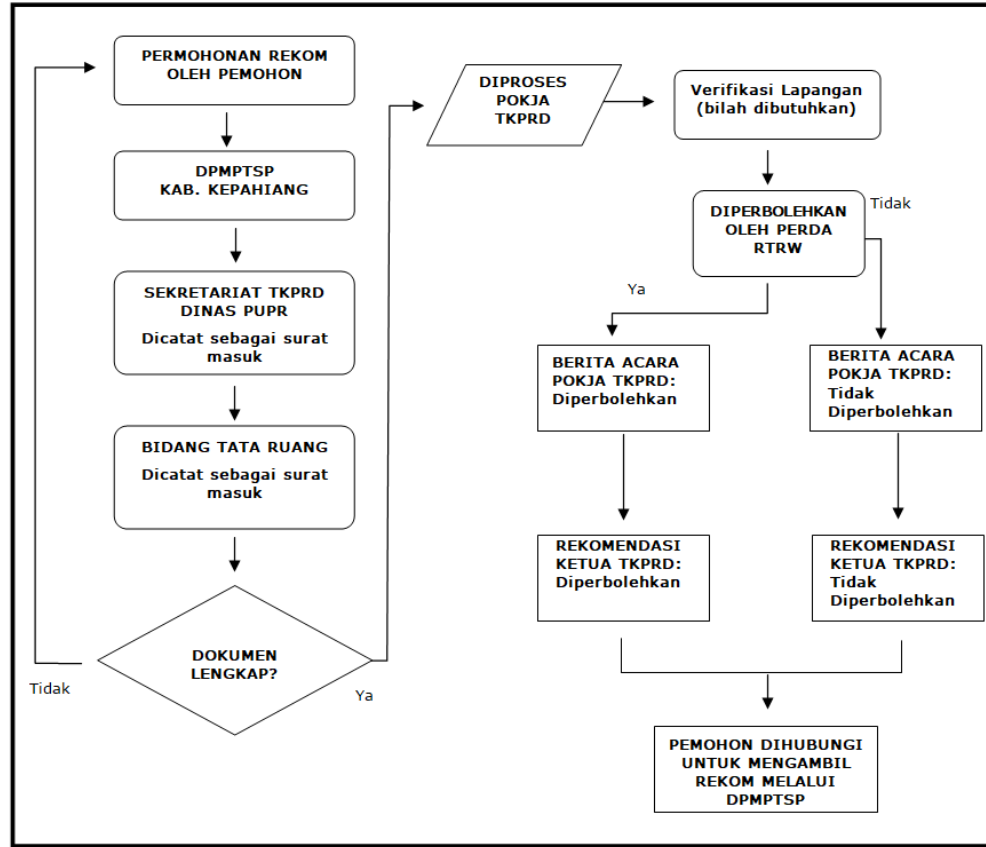 PERMOHONAN REKOM
OLEH PEMOHON
DPMPTSP
KAB. KEPAHIANG
SEKRETARIAT TKPRD
DINAS PUPR
Dicatat sebagai surat
masuk
BIDANG TATA RUANG
Dicatat sebagai surat
masuk
DOKUMEN
LENGKAP?
Tidak
Ya
DIPROSES
POKJA
TKPRD
Verifikasi Lapangan
(bilah dibutuhkan)
DIPERBOLEHKAN
OLEH PERDA
RTRW
Tidak
Ya
BERITA ACARA
POKJA TKPRD:
Diperbolehkan
BERITA ACARA
POKJA TKPRD:
Tidak
Diperbolehkan
REKOMENDASI
KETUA TKPRD:
Diperbolehkan
REKOMENDASI
KETUA TKPRD:
Tidak
Diperbolehkan
PEMOHON DIHUBUNGI
UNTUK MENGAMBIL
REKOM MELALUI
DPMPTSP